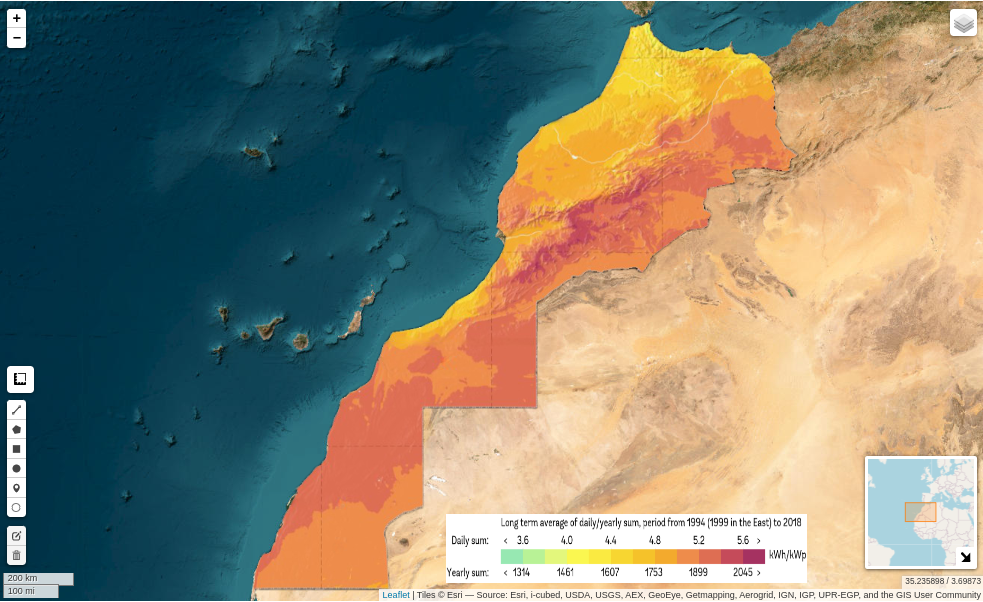 +
−
Long term average of daily/yearly sum, period from 1994 (1999 in the East) to 2018
Daily sum: < 3.6 4.0 4.4 4.8 5.2 5.6 >
kWh/kWp
Yearly sum: < 1314 1461 1607 1753 1899 2045 >
200 km
100 mi
35.235898 / 3.69873
Leaflet | Tiles © Esri — Source: Esri, i-cubed, USDA, USGS, AEX, GeoEye, Getmapping, Aerogrid, IGN, IGP, UPR-EGP, and the GIS User Community